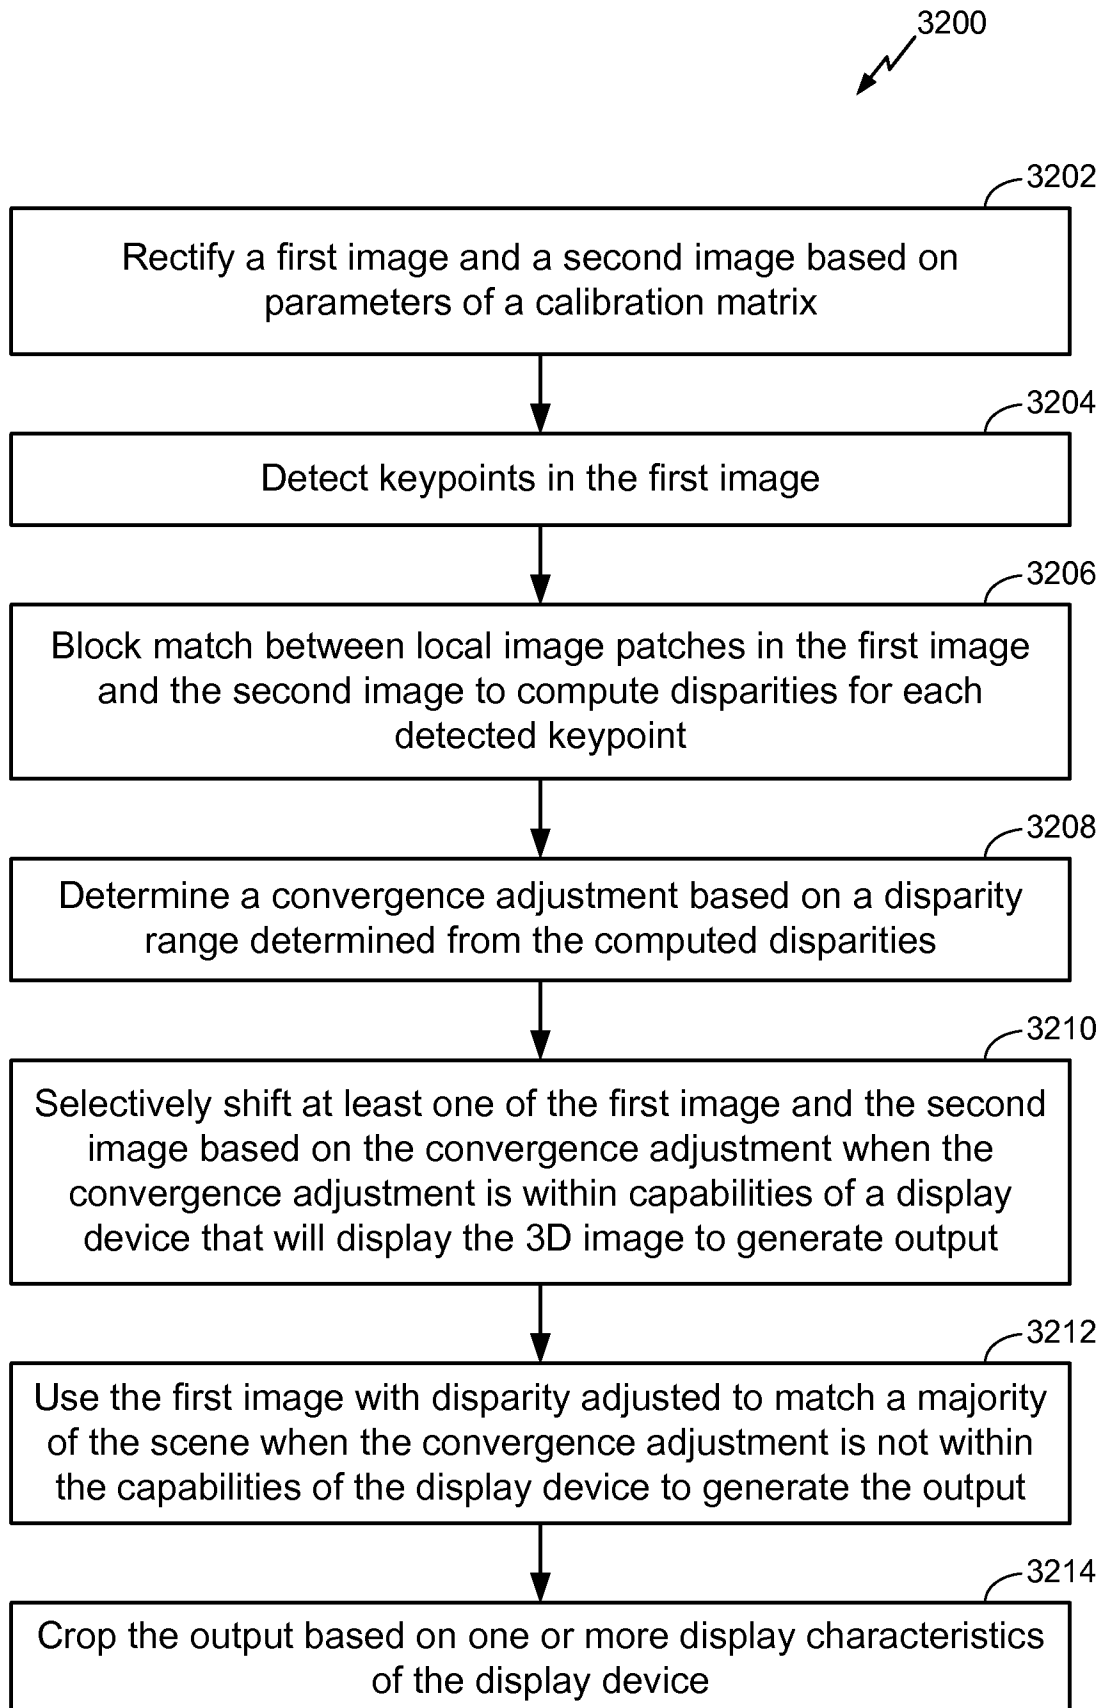 3200
3202
Rectify a first image and a second image based on
parameters of a calibration matrix
3204
Detect keypoints in the first image
3206
Block match between local image patches in the first image
and the second image to compute disparities for each
detected keypoint
3208
Determine a convergence adjustment based on a disparity
range determined from the computed disparities
3210
Selectively shift at least one of the first image and the second
image based on the convergence adjustment when the
convergence adjustment is within capabilities of a display
device that will display the 3D image to generate output
3212
Use the first image with disparity adjusted to match a majority
of the scene when the convergence adjustment is not within
the capabilities of the display device to generate the output
3214
Crop the output based on one or more display characteristics
of the display device